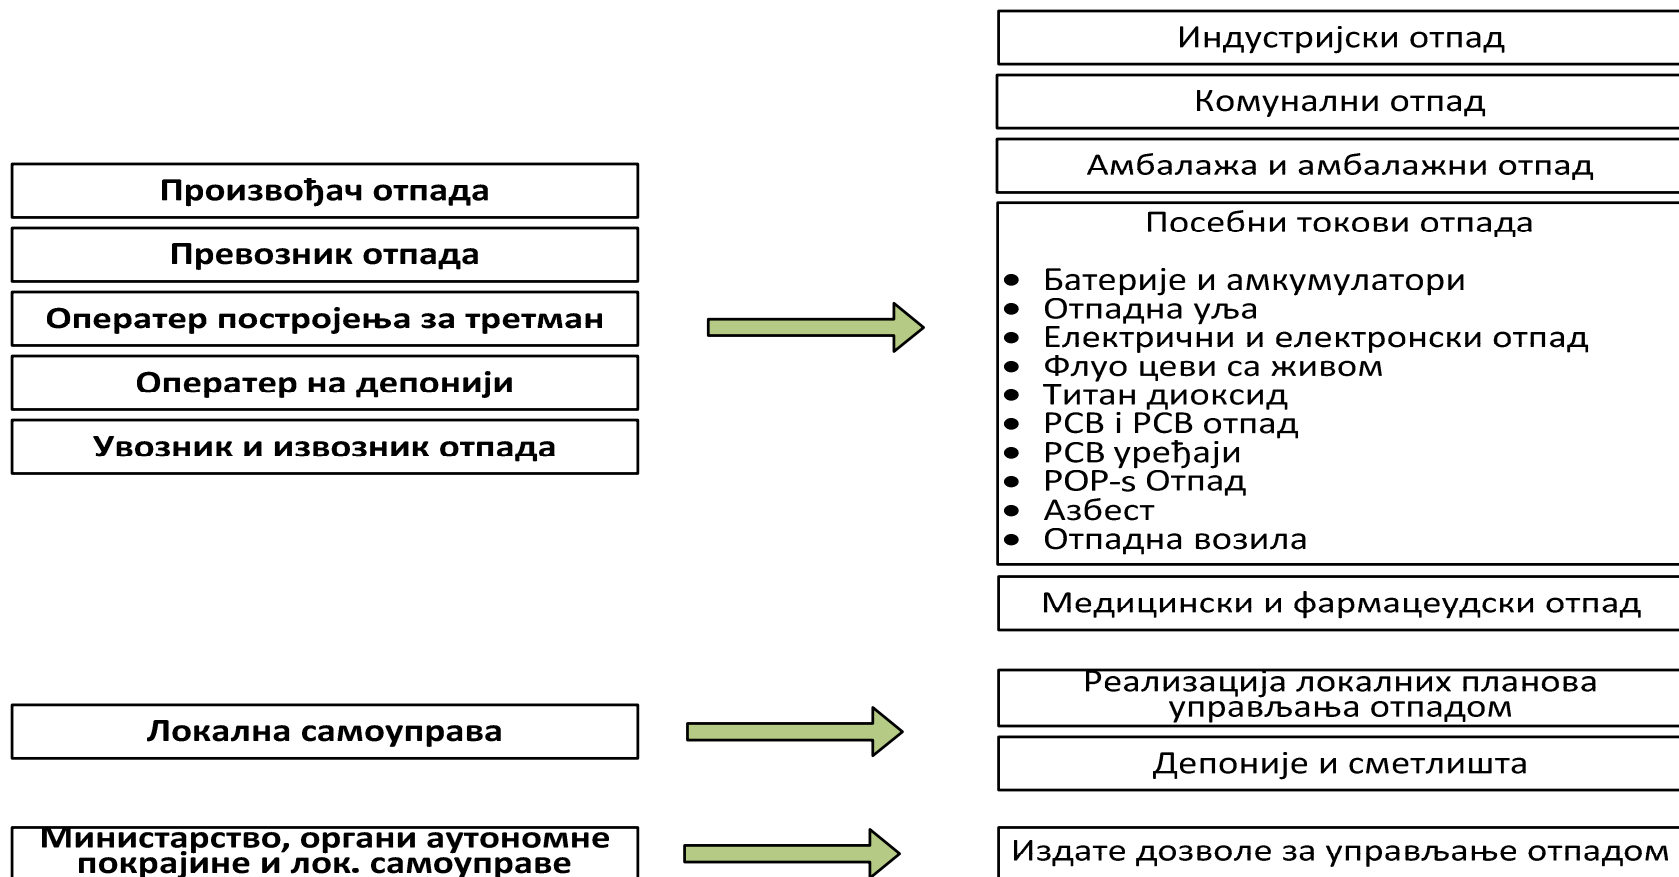 Произвођач отпада
Превозник отпада
Оператер постројења за третман
Оператер на депонији
Увозник и извозник отпада
Индустријски отпад
Комунални отпад
Амбалажа и амбалажни отпад
Посебни токови отпада
• Батерије и амкумулатори
• Отпадна уља
• Електрични и електронски отпад
• Флуо цеви са живом
• Титан диоксид
• PCB i PCB отпад
• PCB уређаји
• POP-s Отпад
• Азбест
• Отпадна возила
Медицински и фармацеудски отпад
Локална самоуправа
Реализација локалних планова
управљања отпадом
Депоније и сметлишта
Министарство, органи аутономне
покрајине и лок. самоуправе
Издате дозволе за управљање отпадом